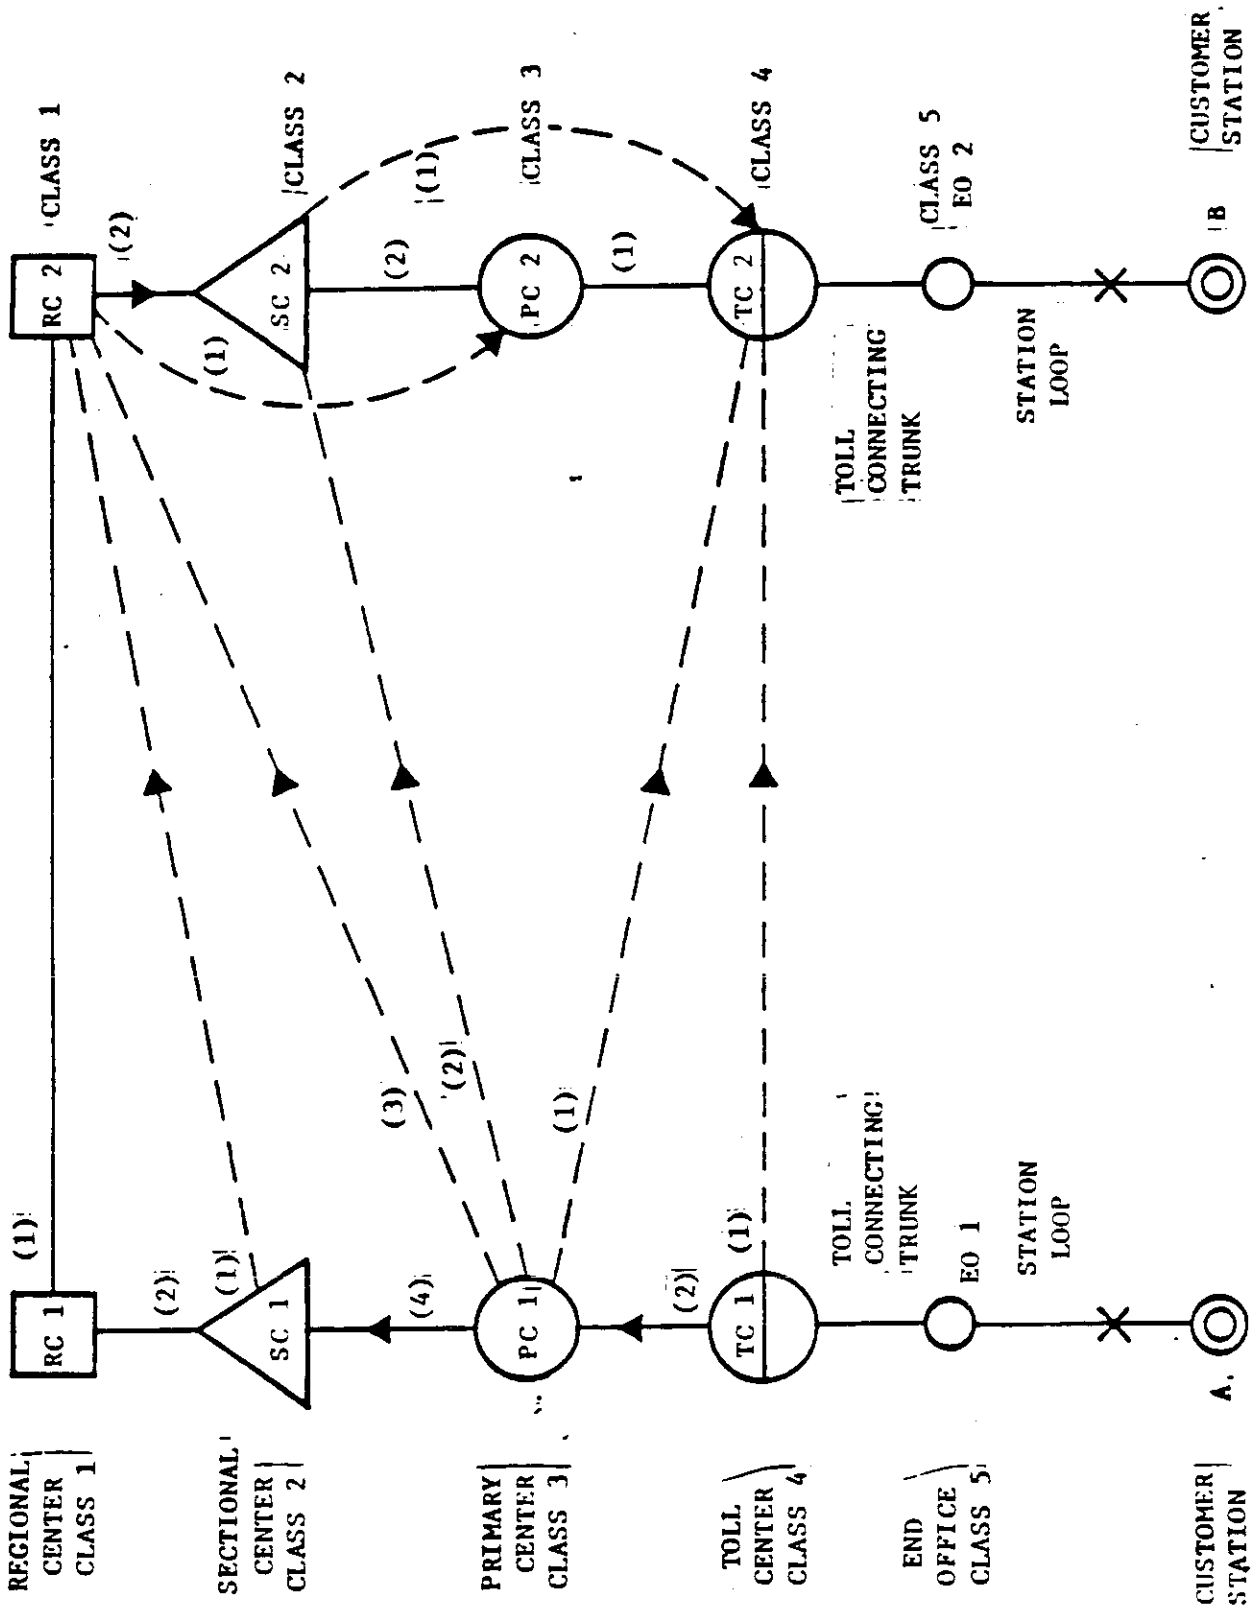 REGIONAL
CENTER
CLASS 1
RC 1
(1)
RC 2
CLASS 1
(2)
(2)
(1)
SECTIONAL
CENTER
CLASS 2
SC 1
(1)
SC 2
CLASS 2
(4)
(3)
(2)
(2)
(1)
PRIMARY
CENTER
CLASS 3
PC 1
(1)
PC 2
CLASS 3
(2)
(1)
TOLL
CENTER
CLASS 4
TC 1
(1)
TC 2
CLASS 4
TOLL
CONNECTING
TRUNK
TOLL
CONNECTING
TRUNK
END
OFFICE
CLASS 5
EO 1
CLASS 5
EO 2
STATION
LOOP
STATION
LOOP
CUSTOMER
STATION
A.
B
CUSTOMER
STATION